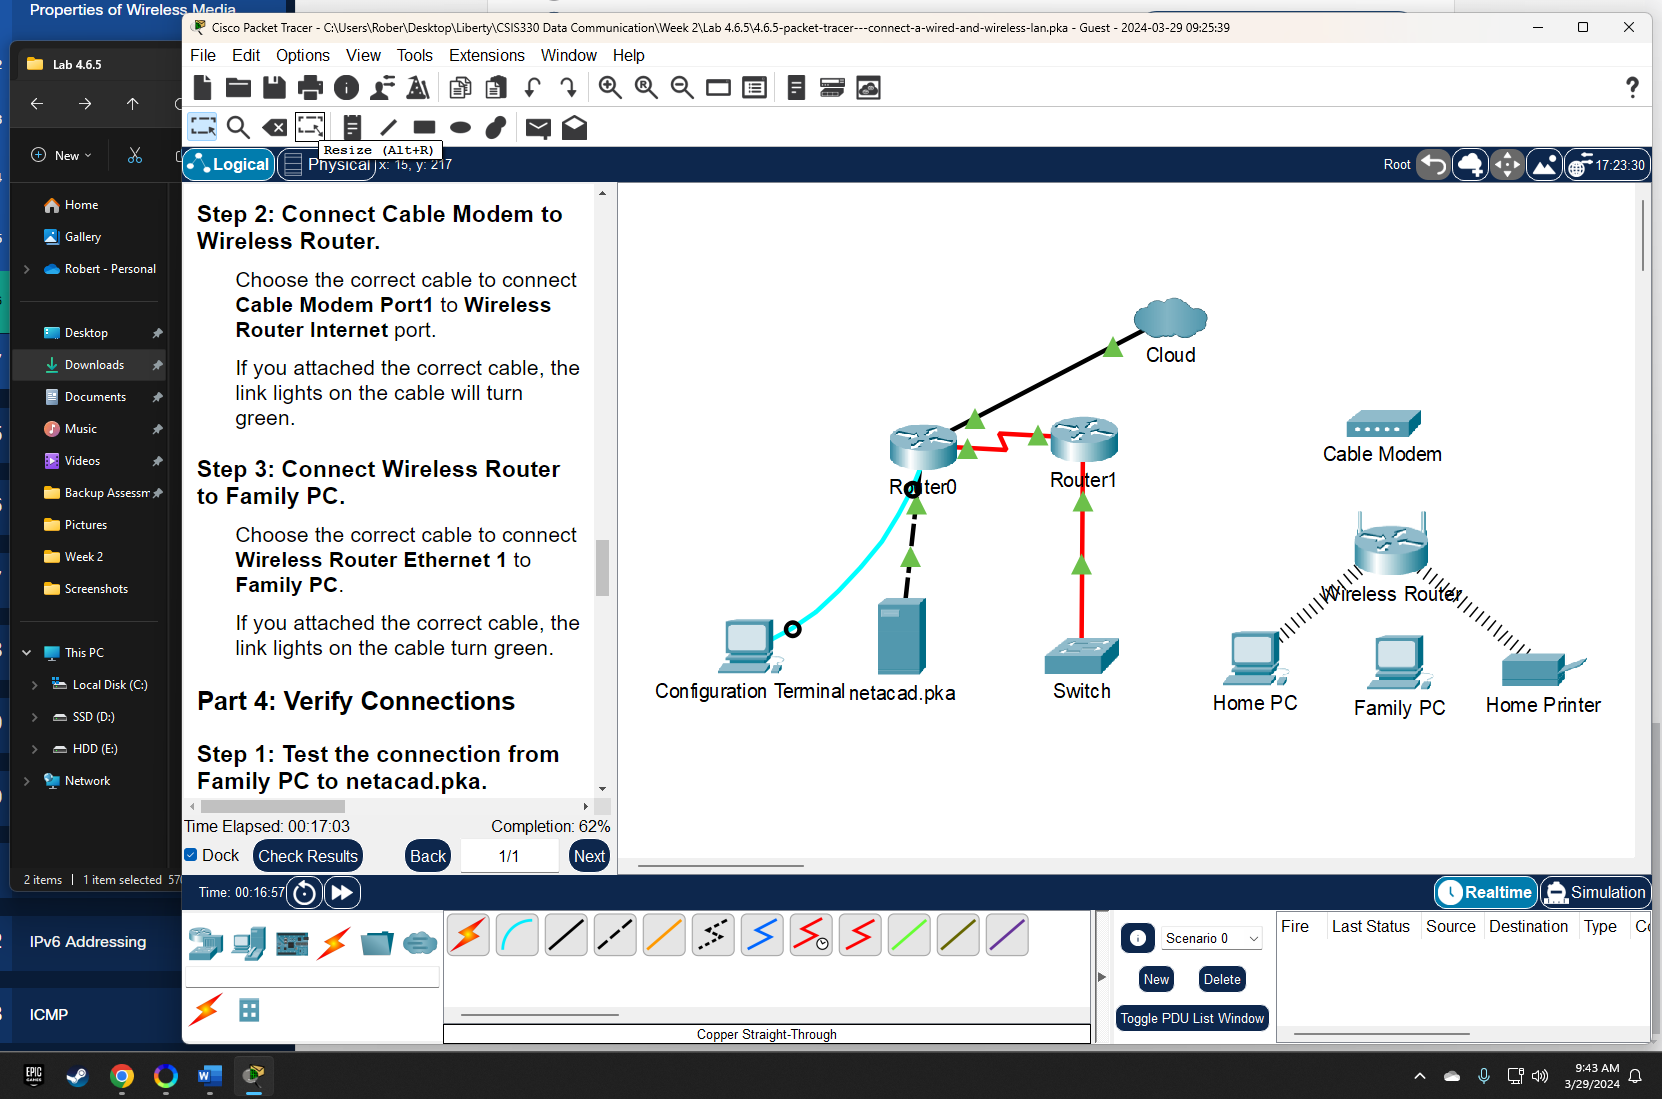 Properties of Wireless Media
Lab 4.6.5
New
Home
Gallery
Robert - Personal
Desktop
Downloads
Documents
Music
Videos
Backup Assessm
Pictures
Week 2
Screenshots
This PC
Local Disk (C:)
SSD (D:)
HDD (E:)
Network
2 items | 1 item selected 57
IPv6 Addressing
ICMP
Cisco Packet Tracer - C:\Users\Rober\Desktop\Liberty\CSIS330 Data Communication\Week 2\Lab 4.6.5\4.6.5-packet-tracer---connect-a-wired-and-wireless-lan.pka - Guest - 2024-03-29 09:25:39
File Edit Options View Tools Extensions Window Help
Resize (Alt+R)
Logical Physical x: 15, y: 217
Root 17:23:30
Step 2: Connect Cable Modem to
Wireless Router.
Choose the correct cable to connect
Cable Modem Port1 to Wireless
Router Internet port.
If you attached the correct cable, the
link lights on the cable will turn
green.
Step 3: Connect Wireless Router
to Family PC.
Choose the correct cable to connect
Wireless Router Ethernet 1 to
Family PC.
If you attached the correct cable, the
link lights on the cable turn green.
Part 4: Verify Connections
Step 1: Test the connection from
Family PC to netacad.pka.
Time Elapsed: 00:17:03 Completion: 62%
Dock Check Results Back 1/1 Next
Cloud
Router0
Router1
Cable Modem
Wireless Router
Configuration Terminal
netacad.pka
Switch
Home PC
Family PC
Home Printer
Time: 00:16:57
Realtime Simulation
Copper Straight-Through
Scenario 0
New Delete
Toggle PDU List Window
Fire Last Status Source Destination Type Co
EPIC
GAMES
9:43 AM
3/29/2024